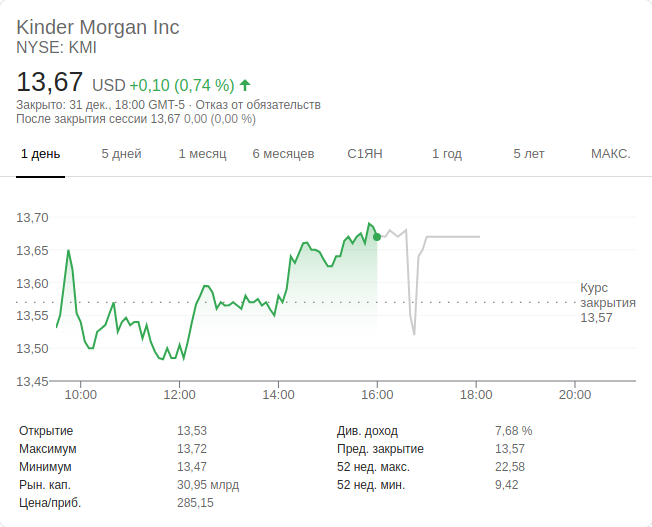 Kinder Morgan Inc
NYSE: KMI
13,67 USD +0,10 (0,74 %)
Закрыто: 31 дек., 18:00 GMT-5 · Отказ от обязательств
После закрытия сессии 13,67 0,00 (0,00 %)
1 день 5 дней 1 месяц 6 месяцев С1ЯН 1 год 5 лет МАКС.
13,70
13,65
13,60
13,55
13,50
13,45
Курс
закрытия
13,57
10:00 12:00 14:00 16:00 18:00 20:00
Открытие 13,53 Див. доход 7,68 %
Максимум 13,72 Пред. закрытие 13,57
Минимум 13,47 52 нед. макс. 22,58
Рын. кап. 30,95 млрд 52 нед. мин. 9,42
Цена/приб. 285,15